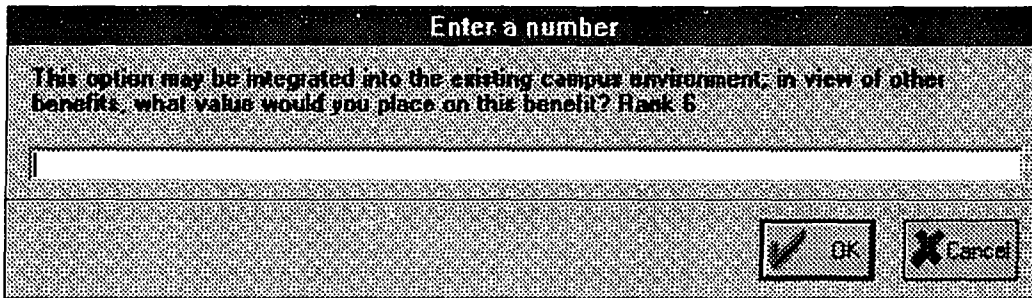 Enter a number
This option may be integrated into the existing campus environment, in view of other
benefits, what value would you place on this benefit? Rank 6
OK
Cancel